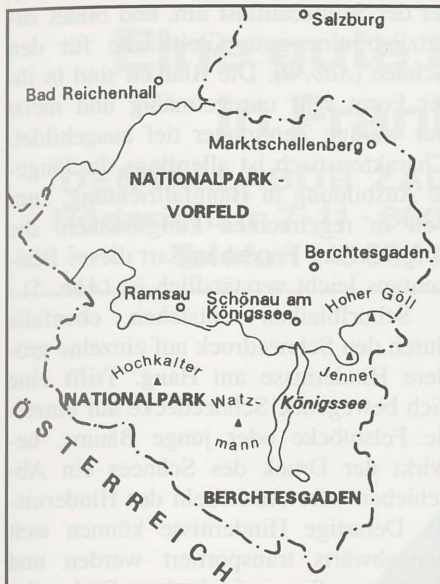 Salzburg
Bad Reichenhall
Marktschellenberg
NATIONALPARK-
VORFELD
Berchtesgaden
Ramsau
Schönau am
Königssee
Hoher Göll
Jenner
Hochkalter
NATIONALPARK
Watz-
mann
Königssee
BERCHTESGADEN
ÖSTERREICH